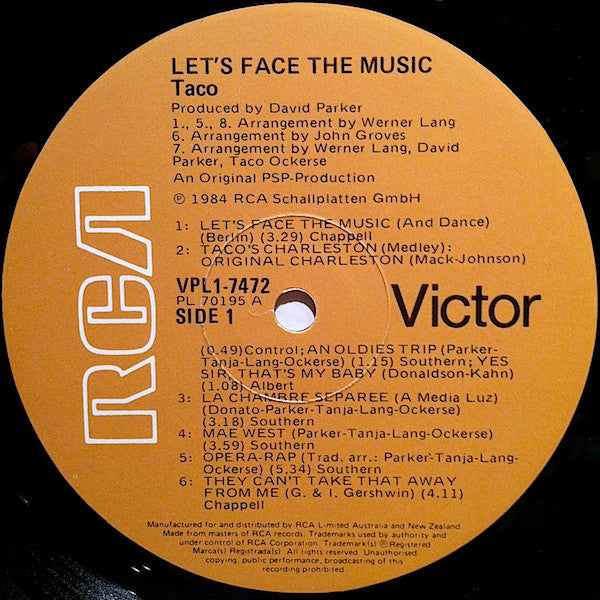 LET'S FACE THE MUSIC
Taco
Produced by David Parker
1., 5., 8. Arrangement by Werner Lang
6. Arrangement by John Groves
7. Arrangement by Werner Lang, David
Parker, Taco Ockerse
An Original PSP-Production
℗ 1984 RCA Schallplatten GmbH
1: LET'S FACE THE MUSIC (And Dance)
(Berlin) (3.29) Chappell
2: TACO'S CHARLESTON (Medley):
ORIGINAL CHARLESTON (Mack-Johnson)
VPL1-7472
PL 70195 A
SIDE 1
RCA
Victor
(0.49)Control; AN OLDIES TRIP (Parker-
Tanja-Lang-Ockerse) (1.15) Southern; YES
SIR, THAT'S MY BABY (Donaldson-Kahn)
(1.08) Albert
3: LA CHAMBRE SEPAREE (A Media Luz)
(Donato-Parker-Tanja-Lang-Ockerse)
(3.18) Southern
4: MAE WEST (Parker-Tanja-Lang-Ockerse)
(3.59) Southern
5: OPERA-RAP (Trad. arr.: Parker-Tanja-Lang-
Ockerse) (5.34) Southern
6: THEY CAN'T TAKE THAT AWAY
FROM ME (G. & I. Gershwin) (4.11)
Chappell
Manufactured for and distributed by RCA Limited Australia and New Zealand
Made from masters of RCA records. Trademarks used by authority and
under control of RCA Corporation. Trademark(s) ® Registered
Marca(s) Registrada(s). All rights reserved. Unauthorised
copying, public performance, broadcasting of this
recording prohibited.